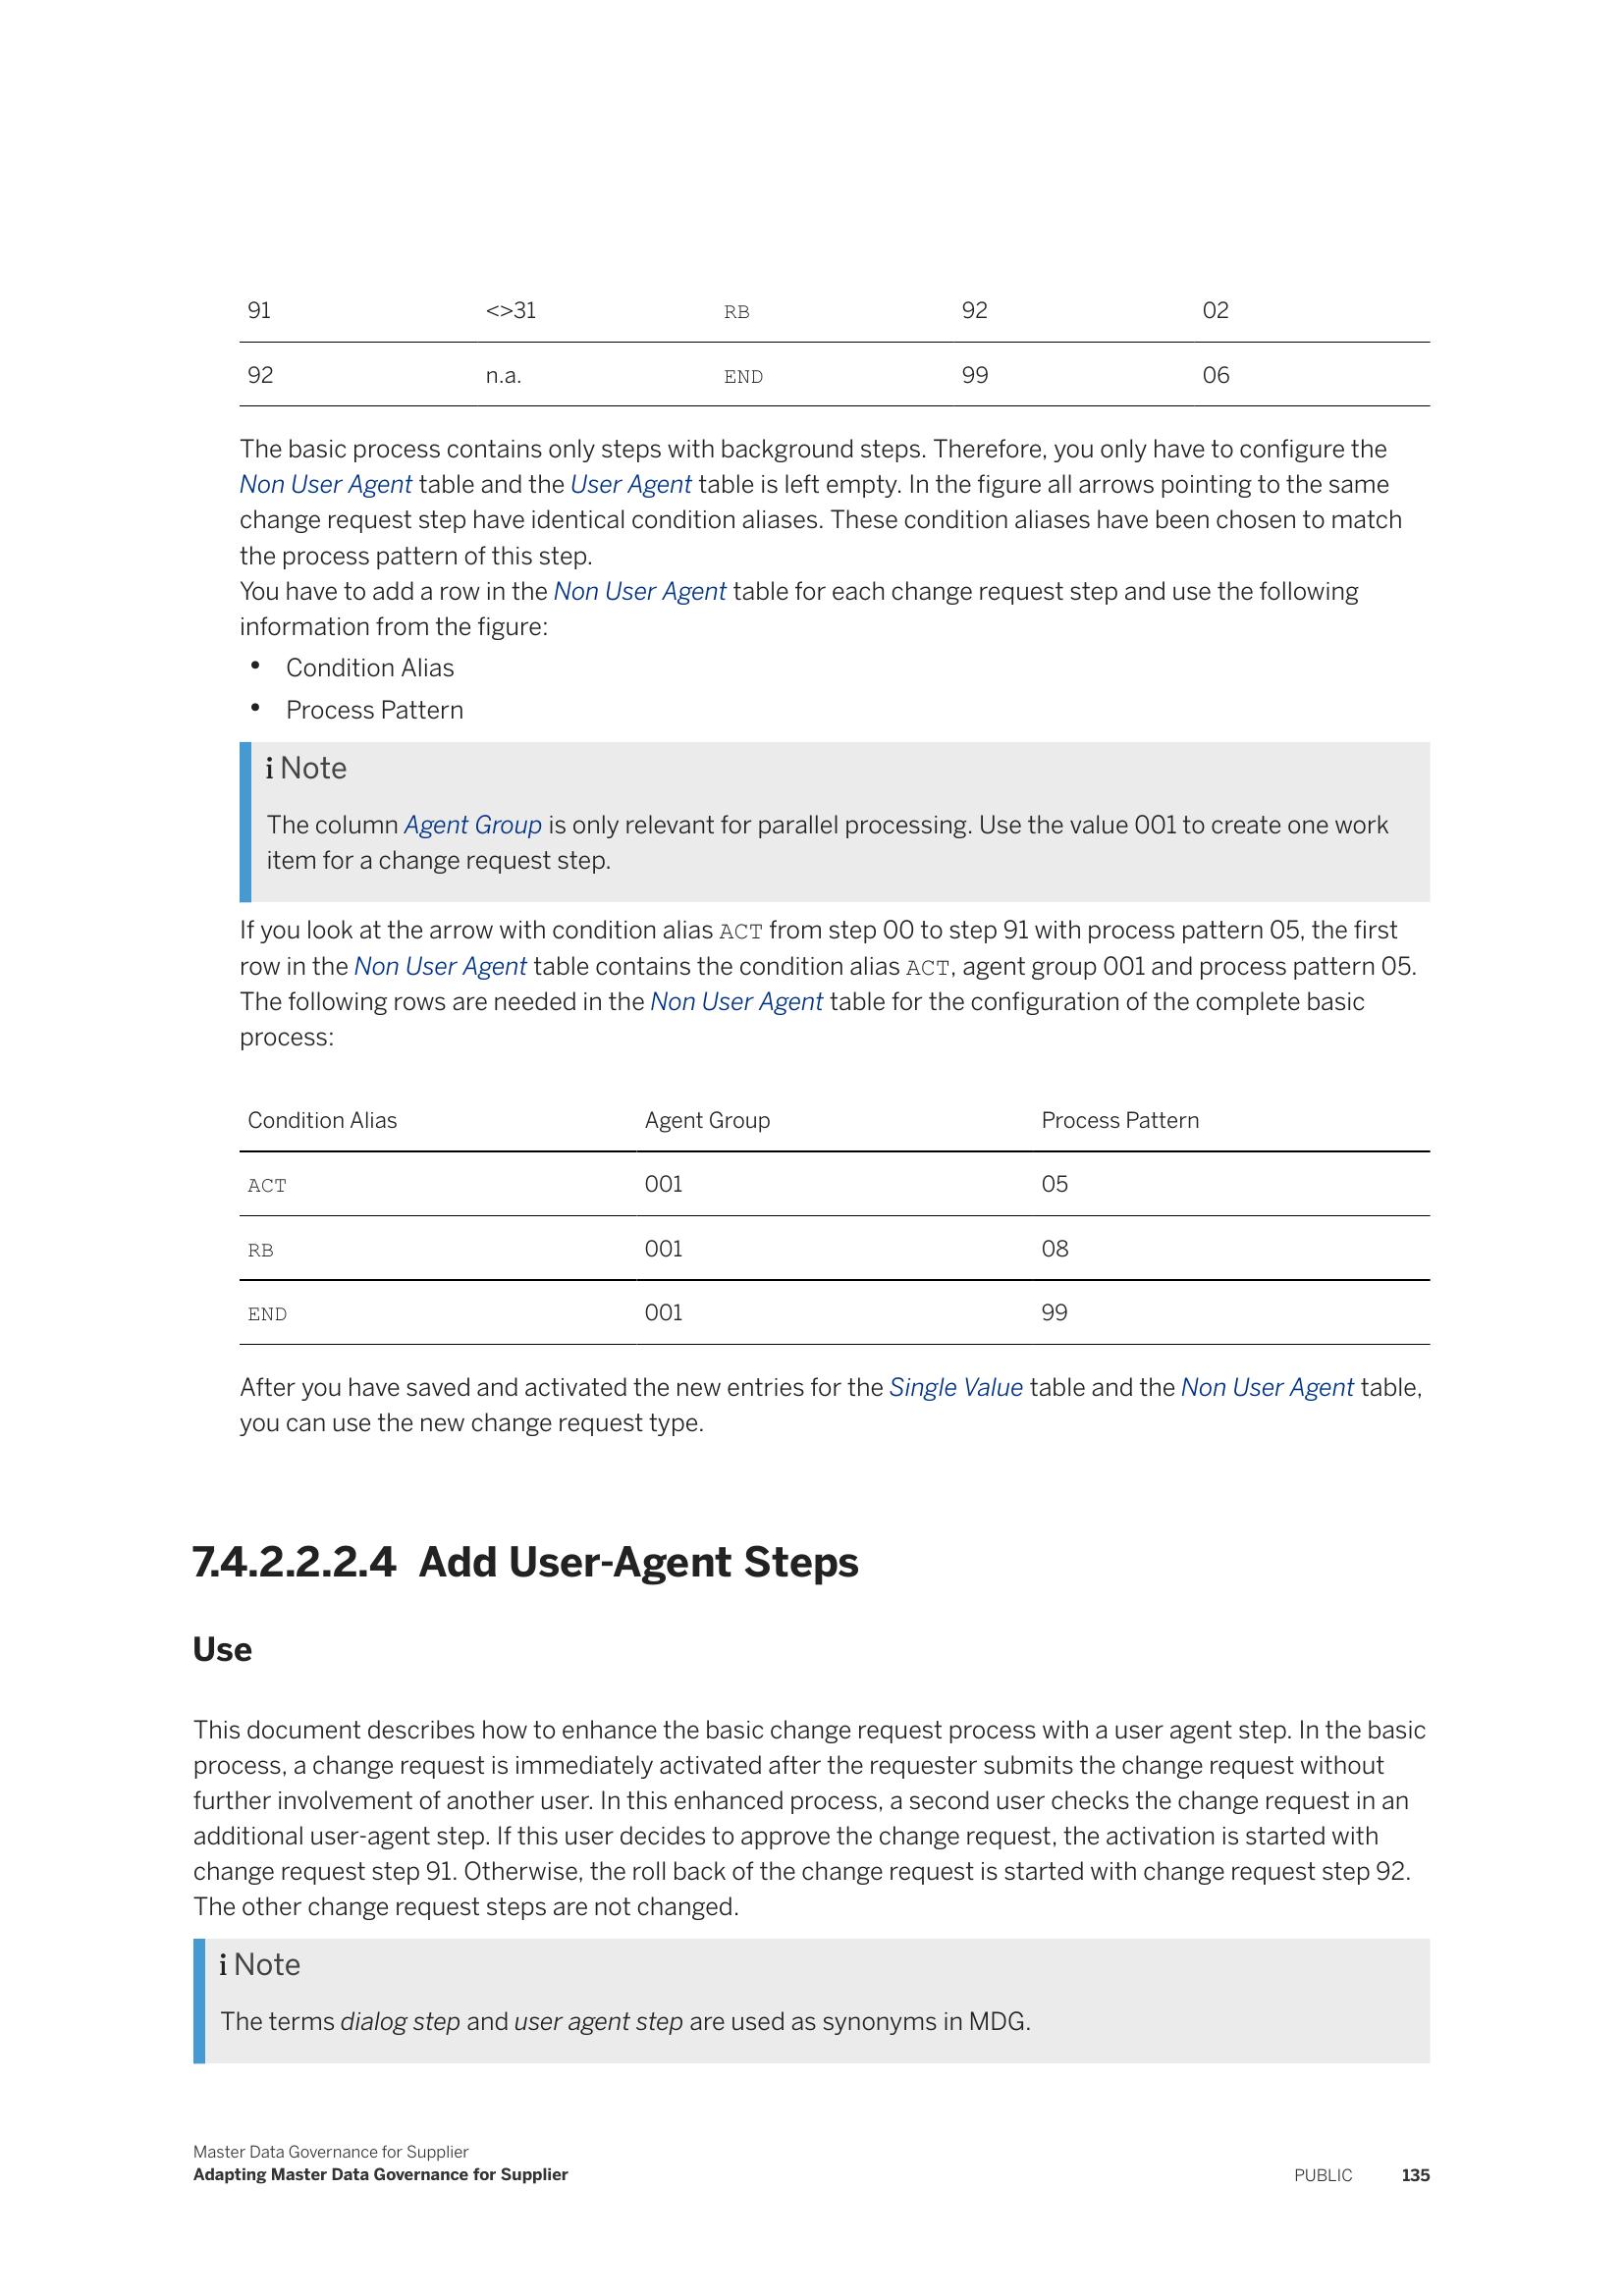 91 <>31 RB 92 02
92 n.a. END 99 06
The basic process contains only steps with background steps. Therefore, you only have to configure the
Non User Agent table and the User Agent table is left empty. In the figure all arrows pointing to the same
change request step have identical condition aliases. These condition aliases have been chosen to match
the process pattern of this step.
You have to add a row in the Non User Agent table for each change request step and use the following
information from the figure:
• Condition Alias
• Process Pattern
i Note
The column Agent Group is only relevant for parallel processing. Use the value 001 to create one work
item for a change request step.
If you look at the arrow with condition alias ACT from step 00 to step 91 with process pattern 05, the first
row in the Non User Agent table contains the condition alias ACT, agent group 001 and process pattern 05.
The following rows are needed in the Non User Agent table for the configuration of the complete basic
process:
Condition Alias Agent Group Process Pattern
ACT 001 05
RB 001 08
END 001 99
After you have saved and activated the new entries for the Single Value table and the Non User Agent table,
you can use the new change request type.
7.4.2.2.2.4 Add User-Agent Steps
Use
This document describes how to enhance the basic change request process with a user agent step. In the basic
process, a change request is immediately activated after the requester submits the change request without
further involvement of another user. In this enhanced process, a second user checks the change request in an
additional user-agent step. If this user decides to approve the change request, the activation is started with
change request step 91. Otherwise, the roll back of the change request is started with change request step 92.
The other change request steps are not changed.
i Note
The terms dialog step and user agent step are used as synonyms in MDG.
Master Data Governance for Supplier
Adapting Master Data Governance for Supplier PUBLIC 135